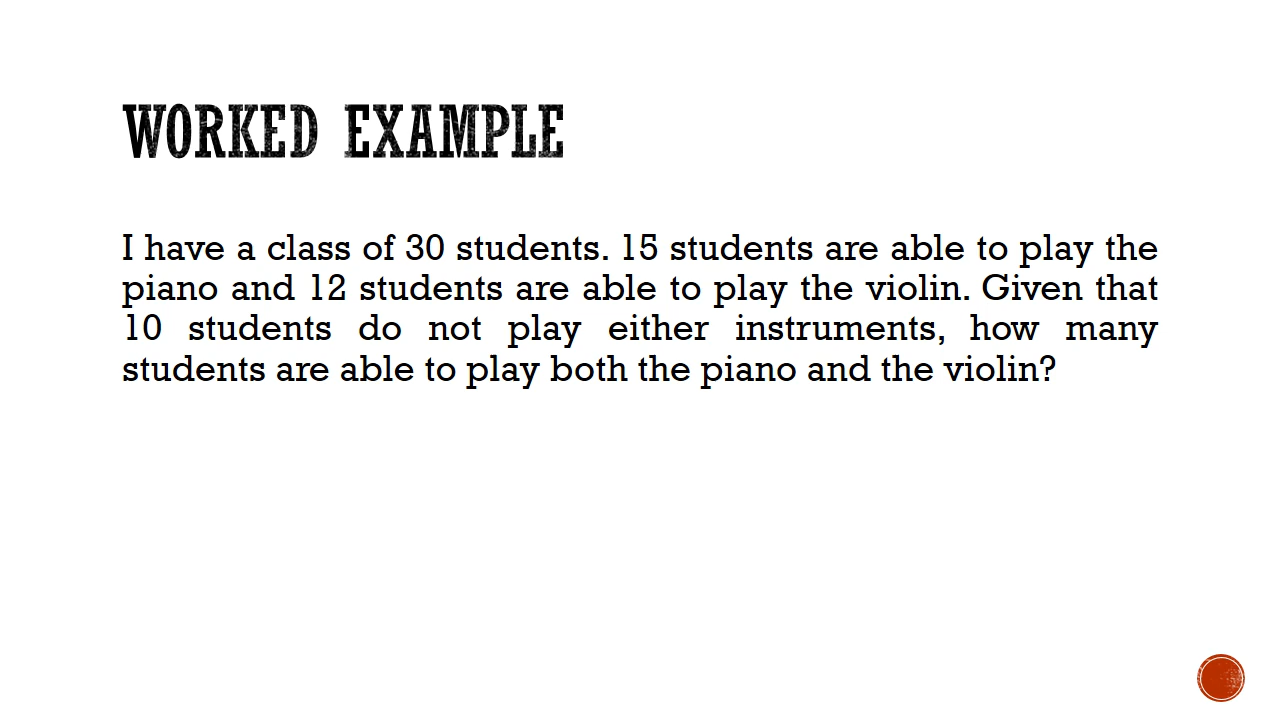 WORKED EXAMPLE
I have a class of 30 students. 15 students are able to play the
piano and 12 students are able to play the violin. Given that
10 students do not play either instruments, how many
students are able to play both the piano and the violin?